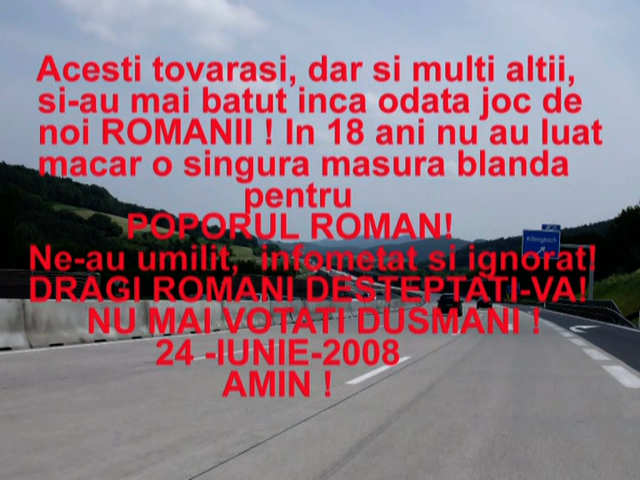 Acesti tovarasi, dar si multi altii,
si-au mai batut inca odata joc de
noi ROMANII ! In 18 ani nu au luat
macar o singura masura blanda
pentru
POPORUL ROMAN!
Ne-au umilit, infometat si ignorat!
DRAGI ROMANI DESTEPTATI-VA!
NU MAI VOTATI DUSMANI !
24 -IUNIE-2008
AMIN !